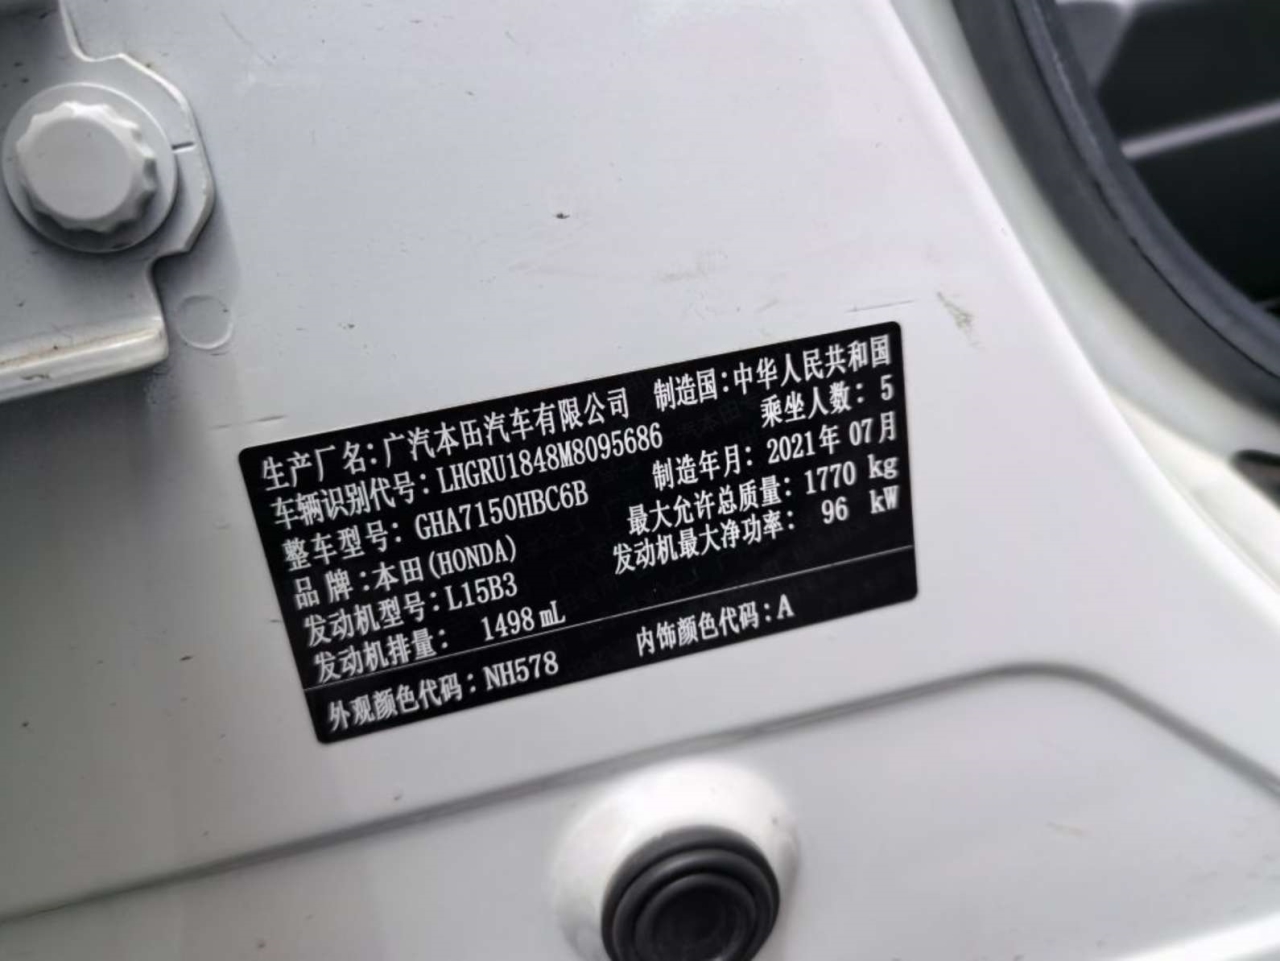 生产厂名:广汽本田汽车有限公司 制造国:中华人民共和国
车辆识别代号:LHGRU1848M8095686 乘坐人数:5
整车型号:GHA7150HBC6B 制造年月:2021年07月
品牌:本田(HONDA) 最大允许总质量:1770 kg
发动机型号:L15B3 发动机最大净功率:96 kW
发动机排量:1498 mL
外观颜色代码:NH578 内饰颜色代码:A